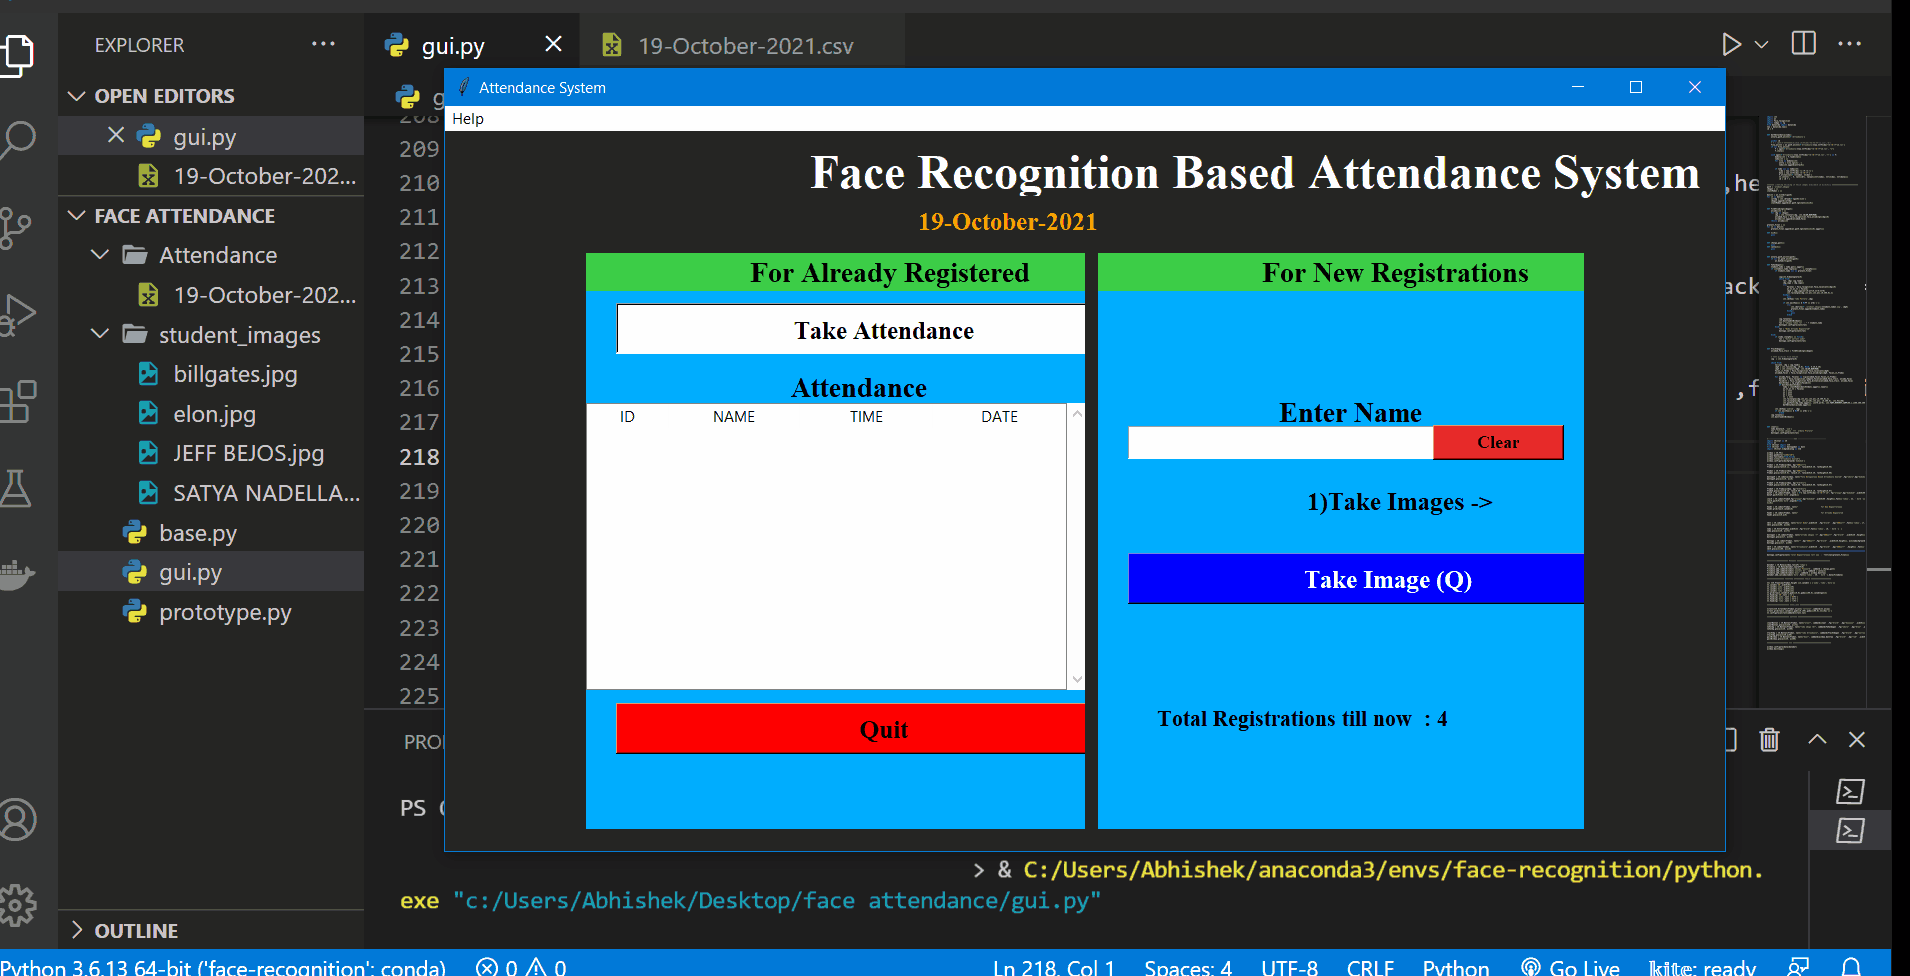 EXPLORER
gui.py
19-October-2021.csv
OPEN EDITORS
gui.py
19-October-202...
FACE ATTENDANCE
Attendance
19-October-202...
student_images
billgates.jpg
elon.jpg
JEFF BEJOS.jpg
SATYA NADELLA...
base.py
gui.py
prototype.py
OUTLINE
g
208
209
210
211
212
213
214
215
216
217
218
219
220
221
222
223
224
225
,he
ack
=
,f
Attendance System
Help
Face Recognition Based Attendance System
19-October-2021
For Already Registered
Take Attendance
Attendance
ID NAME TIME DATE
Quit
For New Registrations
Enter Name
Clear
1)Take Images ->
Take Image (Q)
Total Registrations till now : 4
PRO
PS
> & C:/Users/Abhishek/anaconda3/envs/face-recognition/python.
exe "c:/Users/Abhishek/Desktop/face attendance/gui.py"
Python 3.6.13 64-bit ('face-recognition': conda) 0 0 Ln 218, Col 1 Spaces: 4 UTF-8 CRLF Python Go Live kite: ready